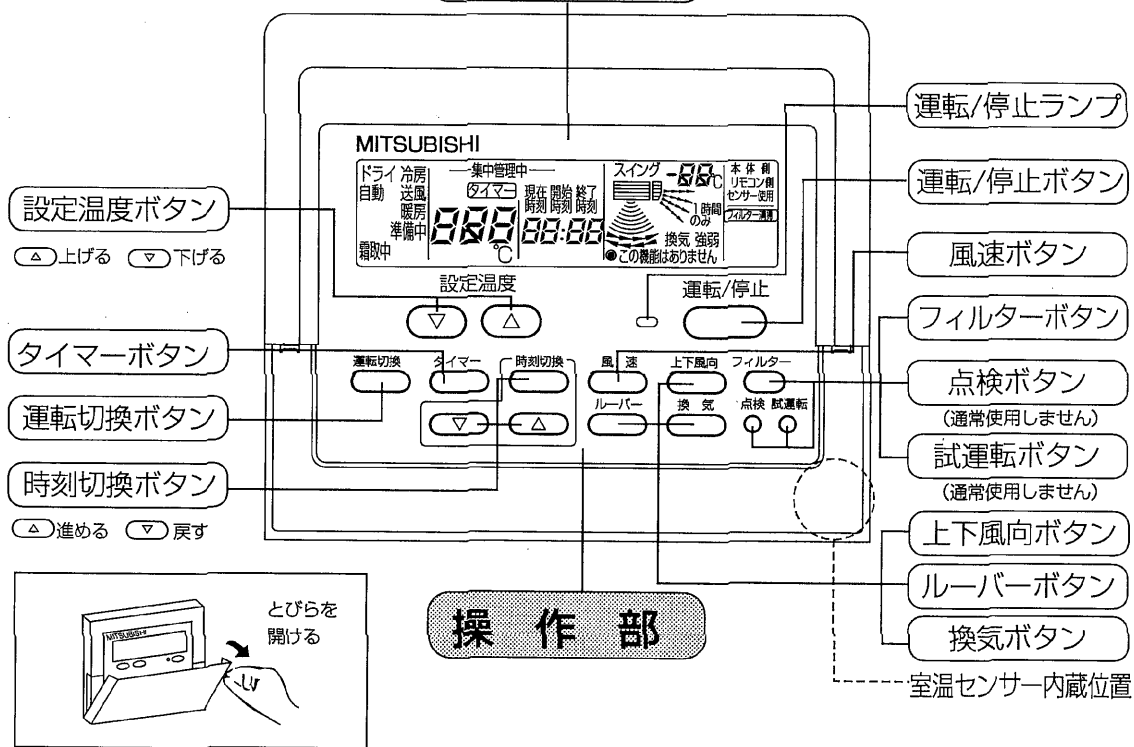 MITSUBISHI
ドライ 冷房
自動 送風
暖房
準備中
霜取中
集中管理中
タイマー
現在 開始 終了
時刻 時刻 時刻
888
℃
88:88
スイング
-88℃
1時間
のみ
換気 強弱
●この機能はありません
本体側
リモコン側
センサー使用
フィルター清掃
設定温度
▽ △
運転/停止
運転切換
タイマー
時刻切換
風 速
上下風向
フィルター
▽ △
ルーバー
換 気
点検 試運転
設定温度ボタン
△上げる ▽下げる
タイマーボタン
運転切換ボタン
時刻切換ボタン
△進める ▽戻す
運転/停止ランプ
運転/停止ボタン
風速ボタン
フィルターボタン
点検ボタン
(通常使用しません)
試運転ボタン
(通常使用しません)
上下風向ボタン
ルーバーボタン
換気ボタン
室温センサー内蔵位置
操 作 部
MITSUBISHI
とびらを
開ける